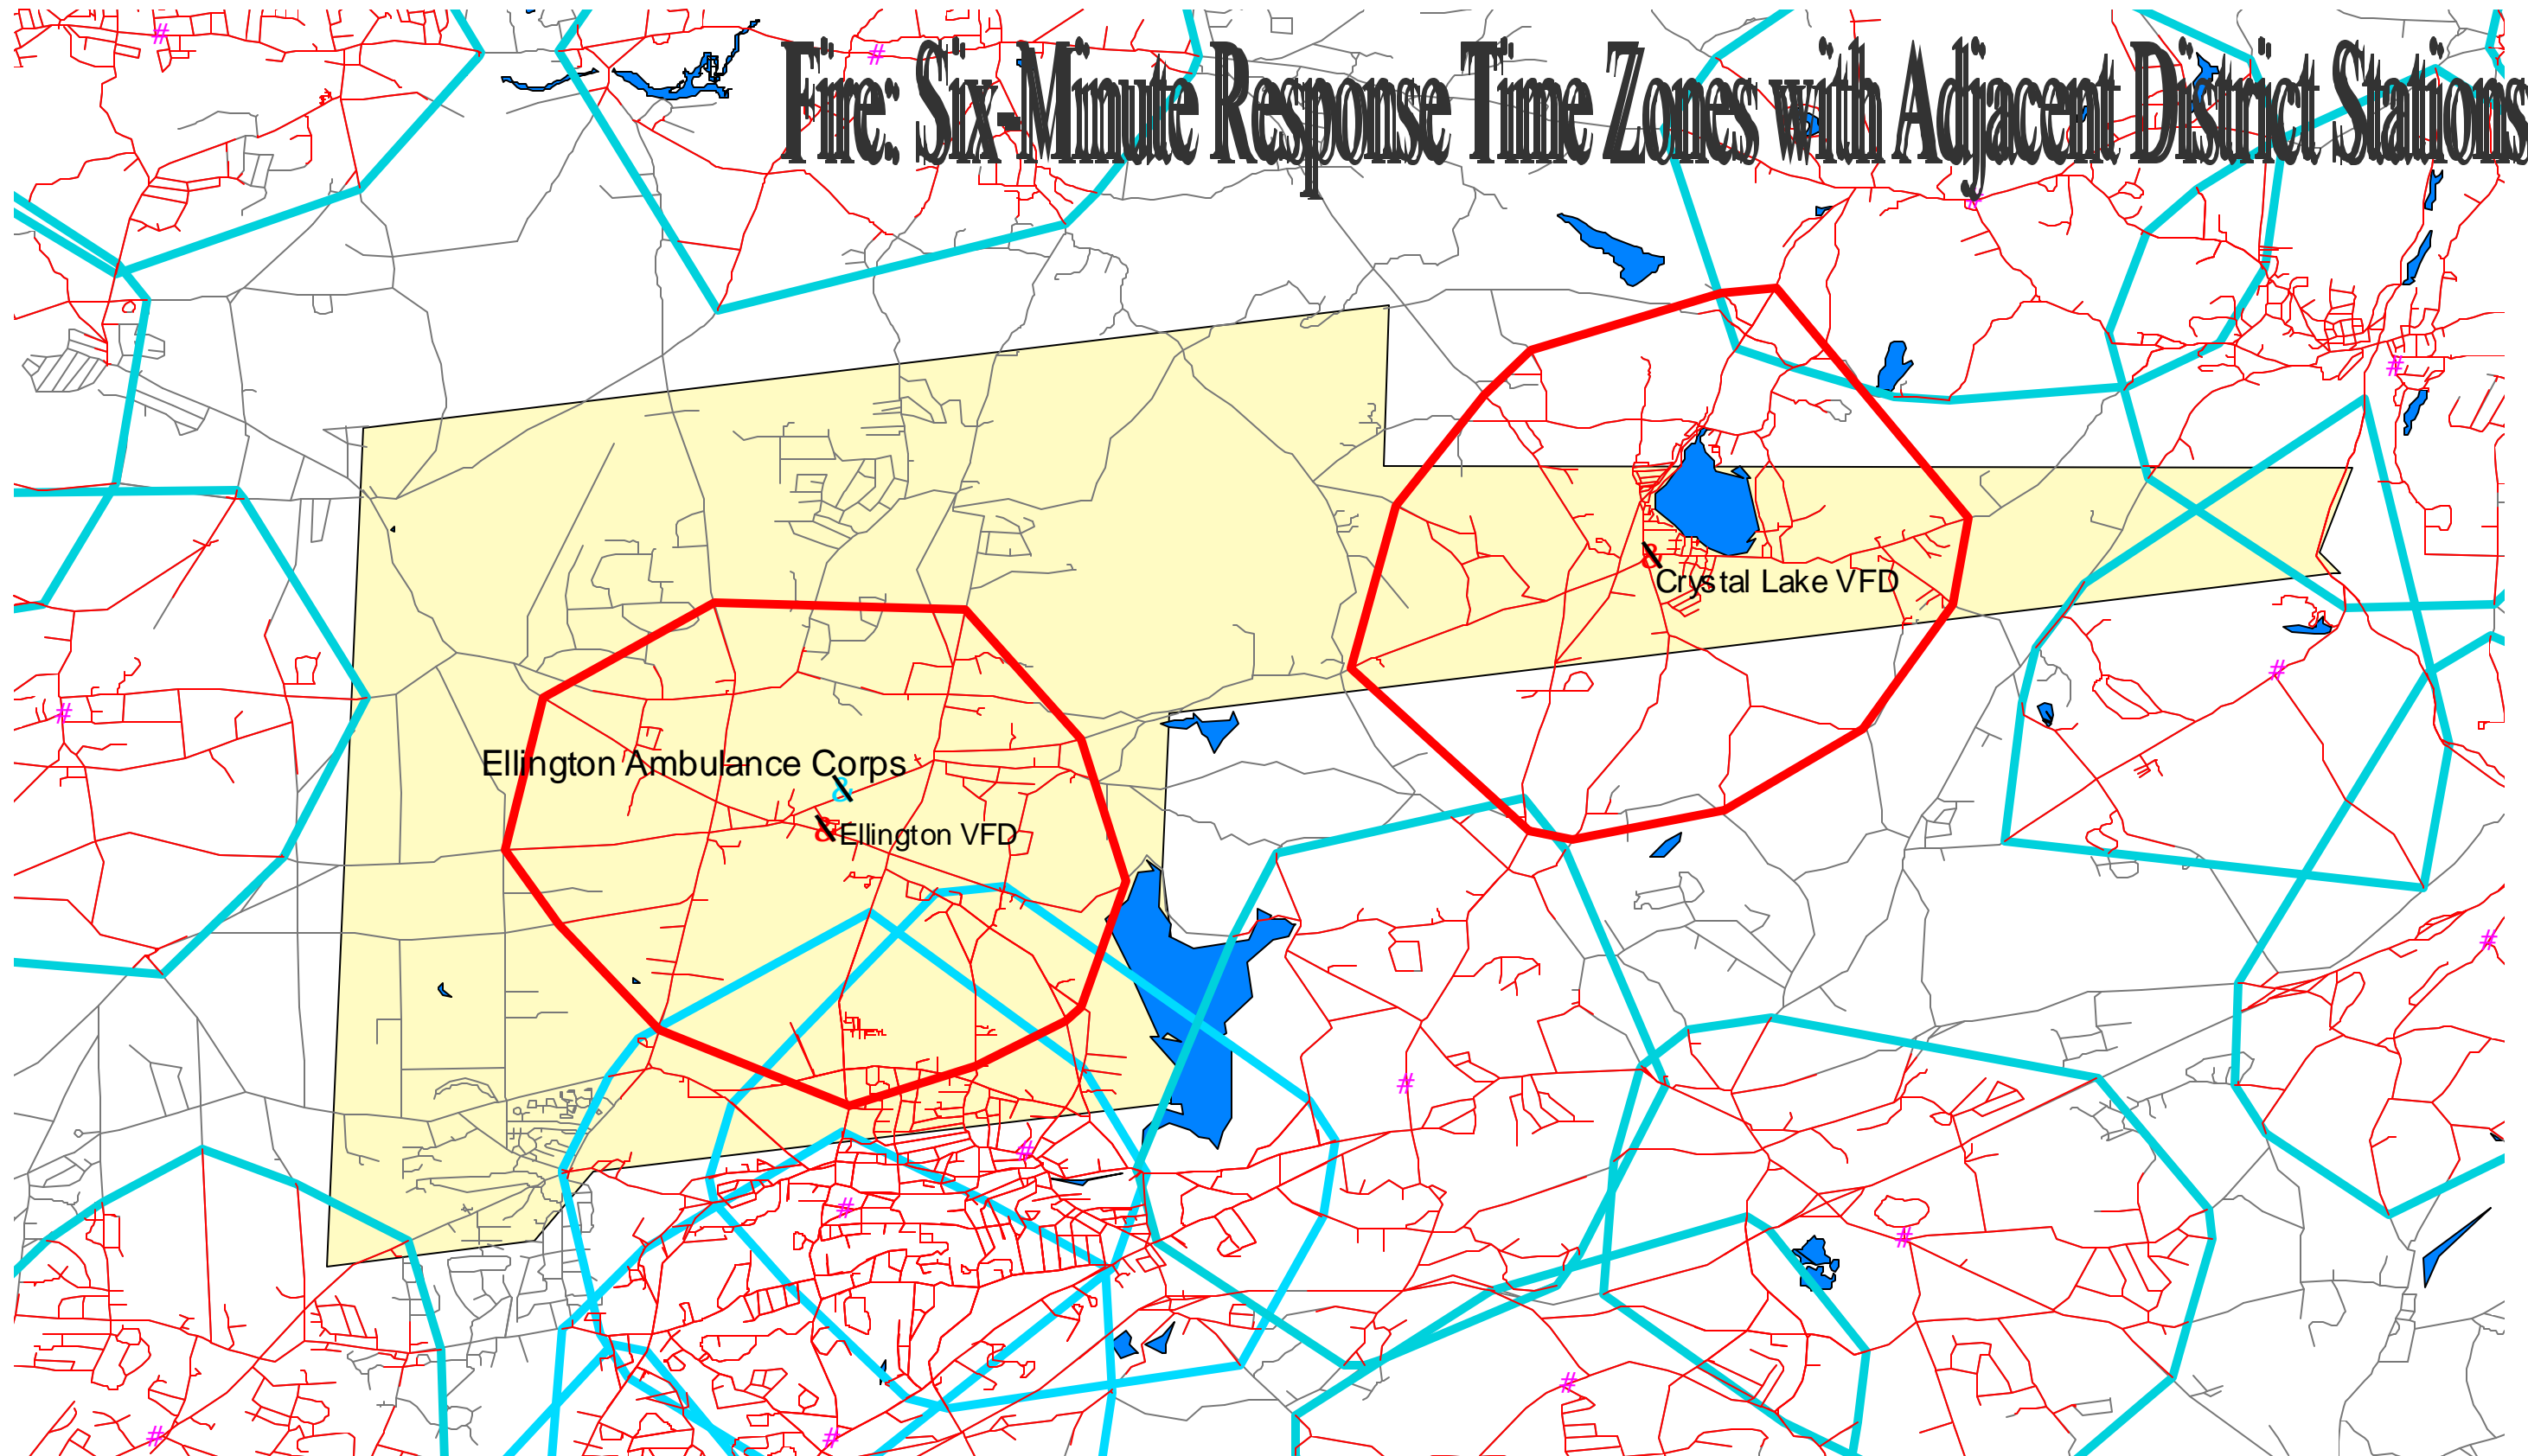 Fire: Six-Minute Response Time Zones with Adjacent District Stations
Crystal Lake VFD
Ellington Ambulance Corps
Ellington VFD